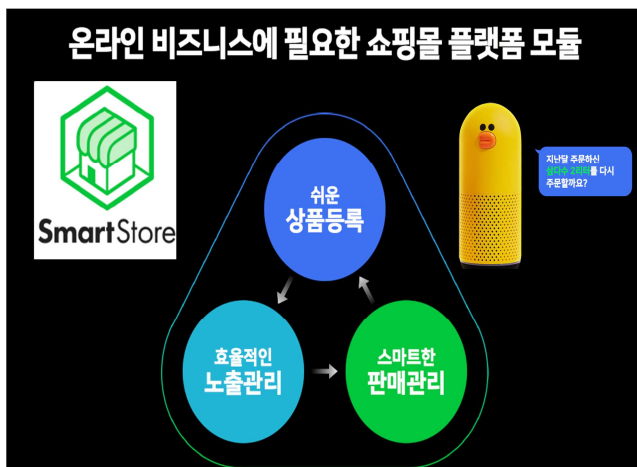 온라인 비즈니스에 필요한 쇼핑몰 플랫폼 모듈
SmartStore
지난달 주문하신
삼다수 2리터를 다시
주문할까요?
쉬운
상품등록
효율적인
노출관리
스마트한
판매관리